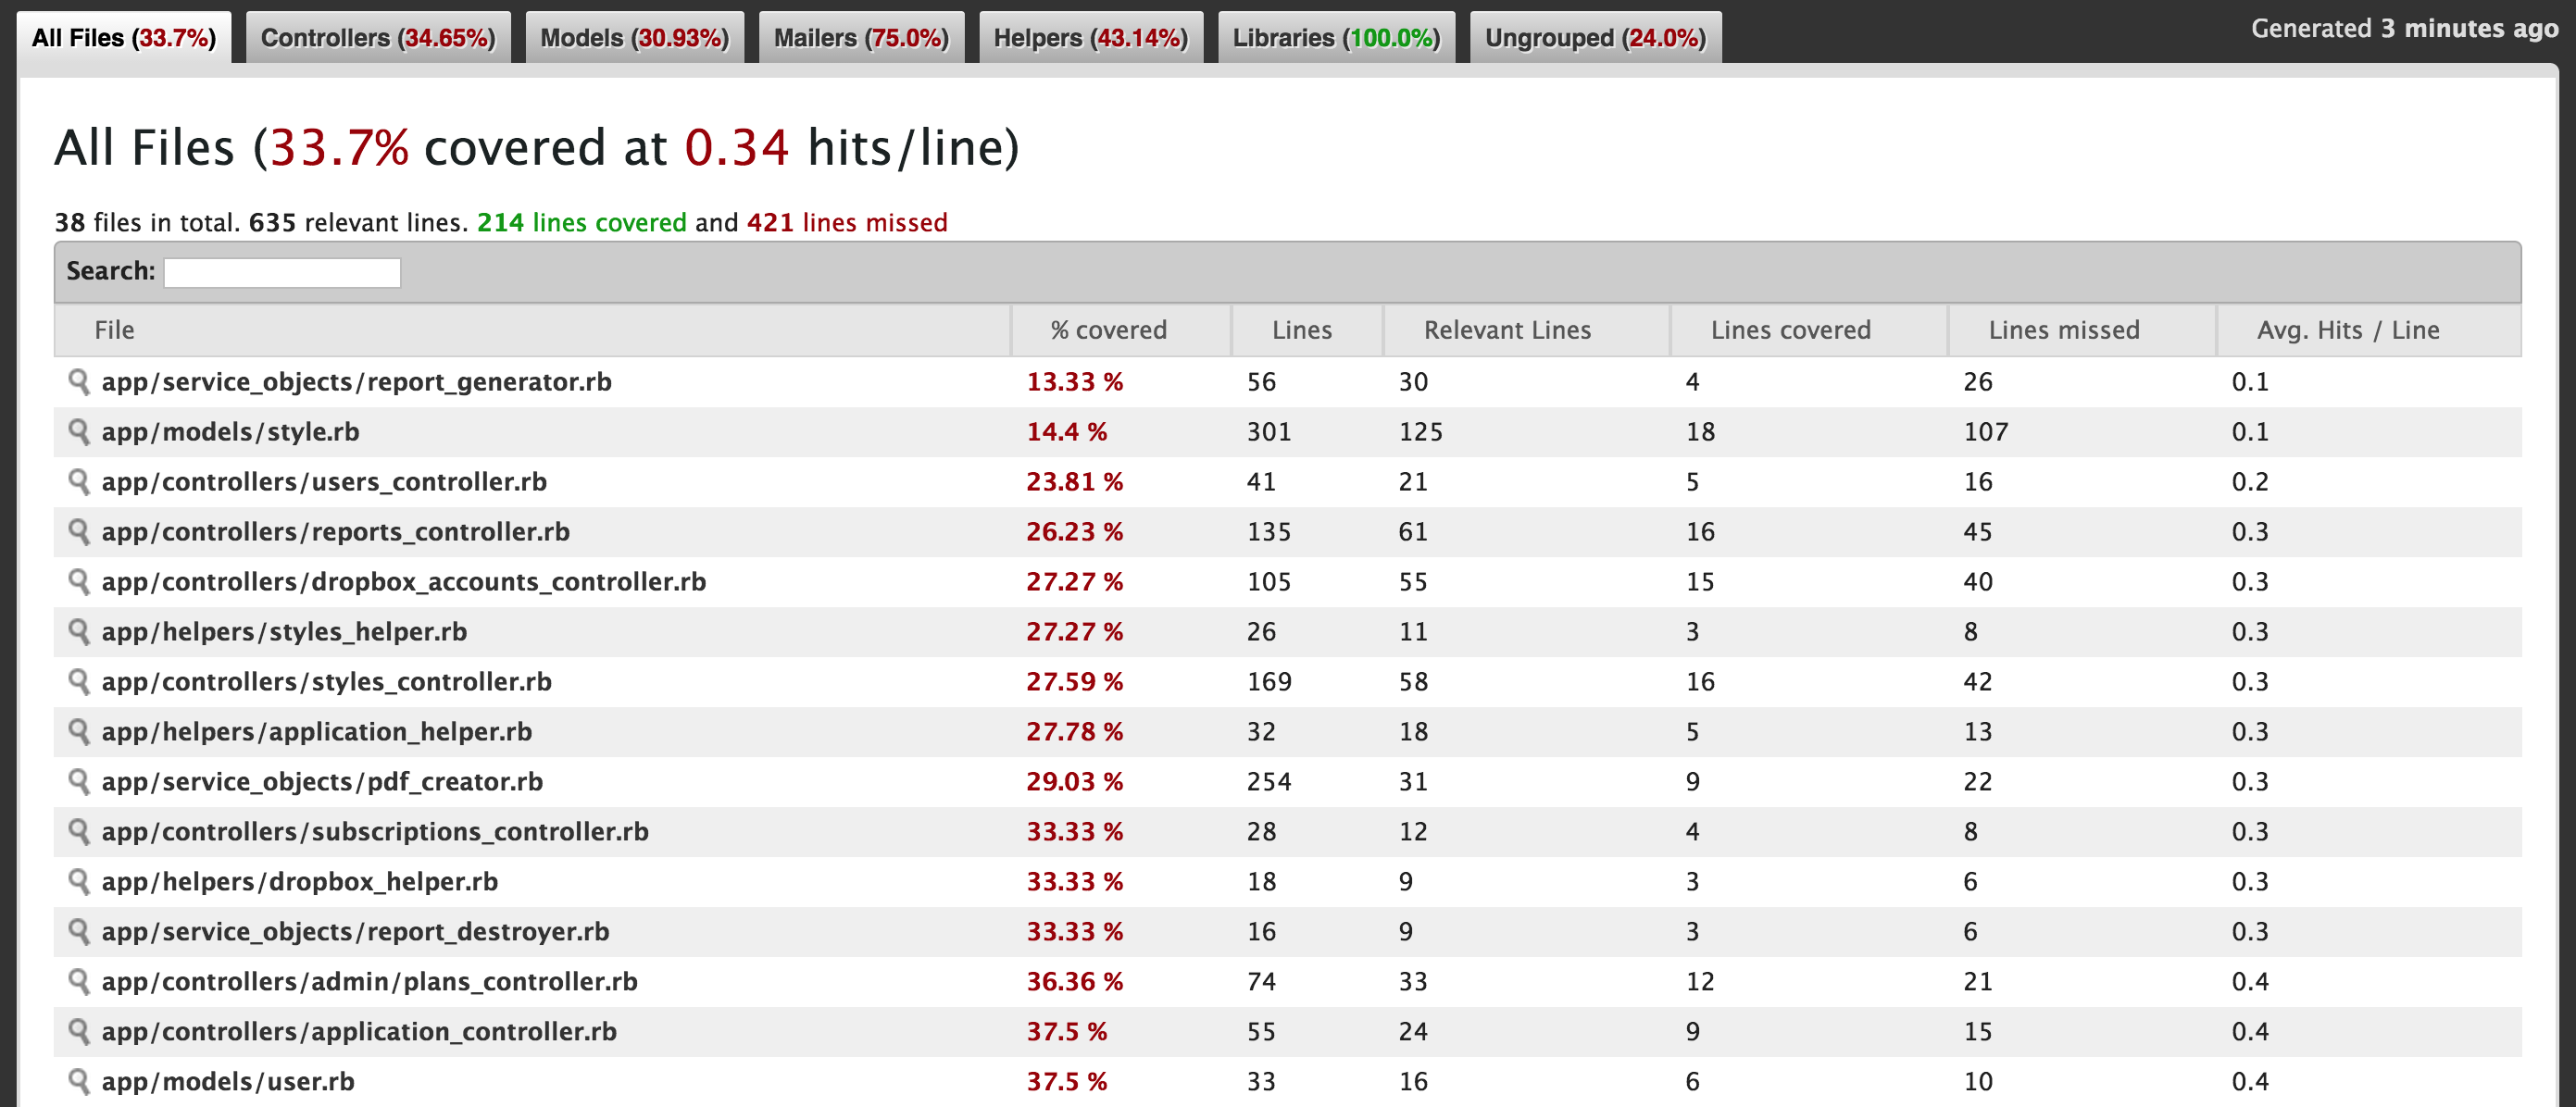 All Files (33.7%) Controllers (34.65%) Models (30.93%) Mailers (75.0%) Helpers (43.14%) Libraries (100.0%) Ungrouped (24.0%) Generated 3 minutes ago
All Files (33.7% covered at 0.34 hits/line)
38 files in total. 635 relevant lines. 214 lines covered and 421 lines missed
Search:
File % covered Lines Relevant Lines Lines covered Lines missed Avg. Hits / Line
app/service_objects/report_generator.rb 13.33 % 56 30 4 26 0.1
app/models/style.rb 14.4 % 301 125 18 107 0.1
app/controllers/users_controller.rb 23.81 % 41 21 5 16 0.2
app/controllers/reports_controller.rb 26.23 % 135 61 16 45 0.3
app/controllers/dropbox_accounts_controller.rb 27.27 % 105 55 15 40 0.3
app/helpers/styles_helper.rb 27.27 % 26 11 3 8 0.3
app/controllers/styles_controller.rb 27.59 % 169 58 16 42 0.3
app/helpers/application_helper.rb 27.78 % 32 18 5 13 0.3
app/service_objects/pdf_creator.rb 29.03 % 254 31 9 22 0.3
app/controllers/subscriptions_controller.rb 33.33 % 28 12 4 8 0.3
app/helpers/dropbox_helper.rb 33.33 % 18 9 3 6 0.3
app/service_objects/report_destroyer.rb 33.33 % 16 9 3 6 0.3
app/controllers/admin/plans_controller.rb 36.36 % 74 33 12 21 0.4
app/controllers/application_controller.rb 37.5 % 55 24 9 15 0.4
app/models/user.rb 37.5 % 33 16 6 10 0.4